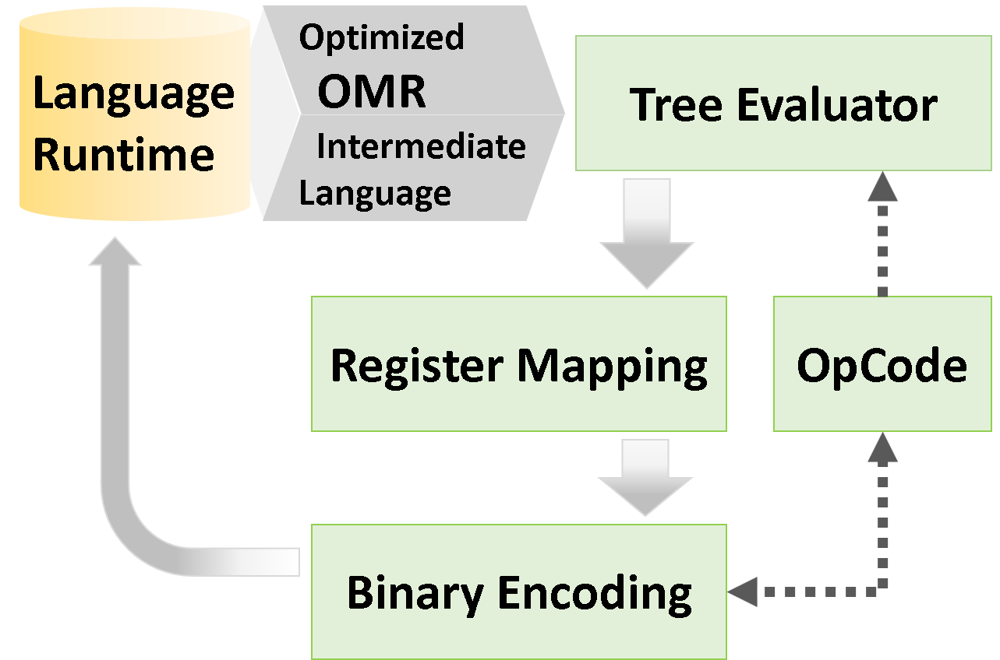 Language
Runtime
Optimized
OMR
Intermediate
Language
Tree Evaluator
Register Mapping
OpCode
Binary Encoding